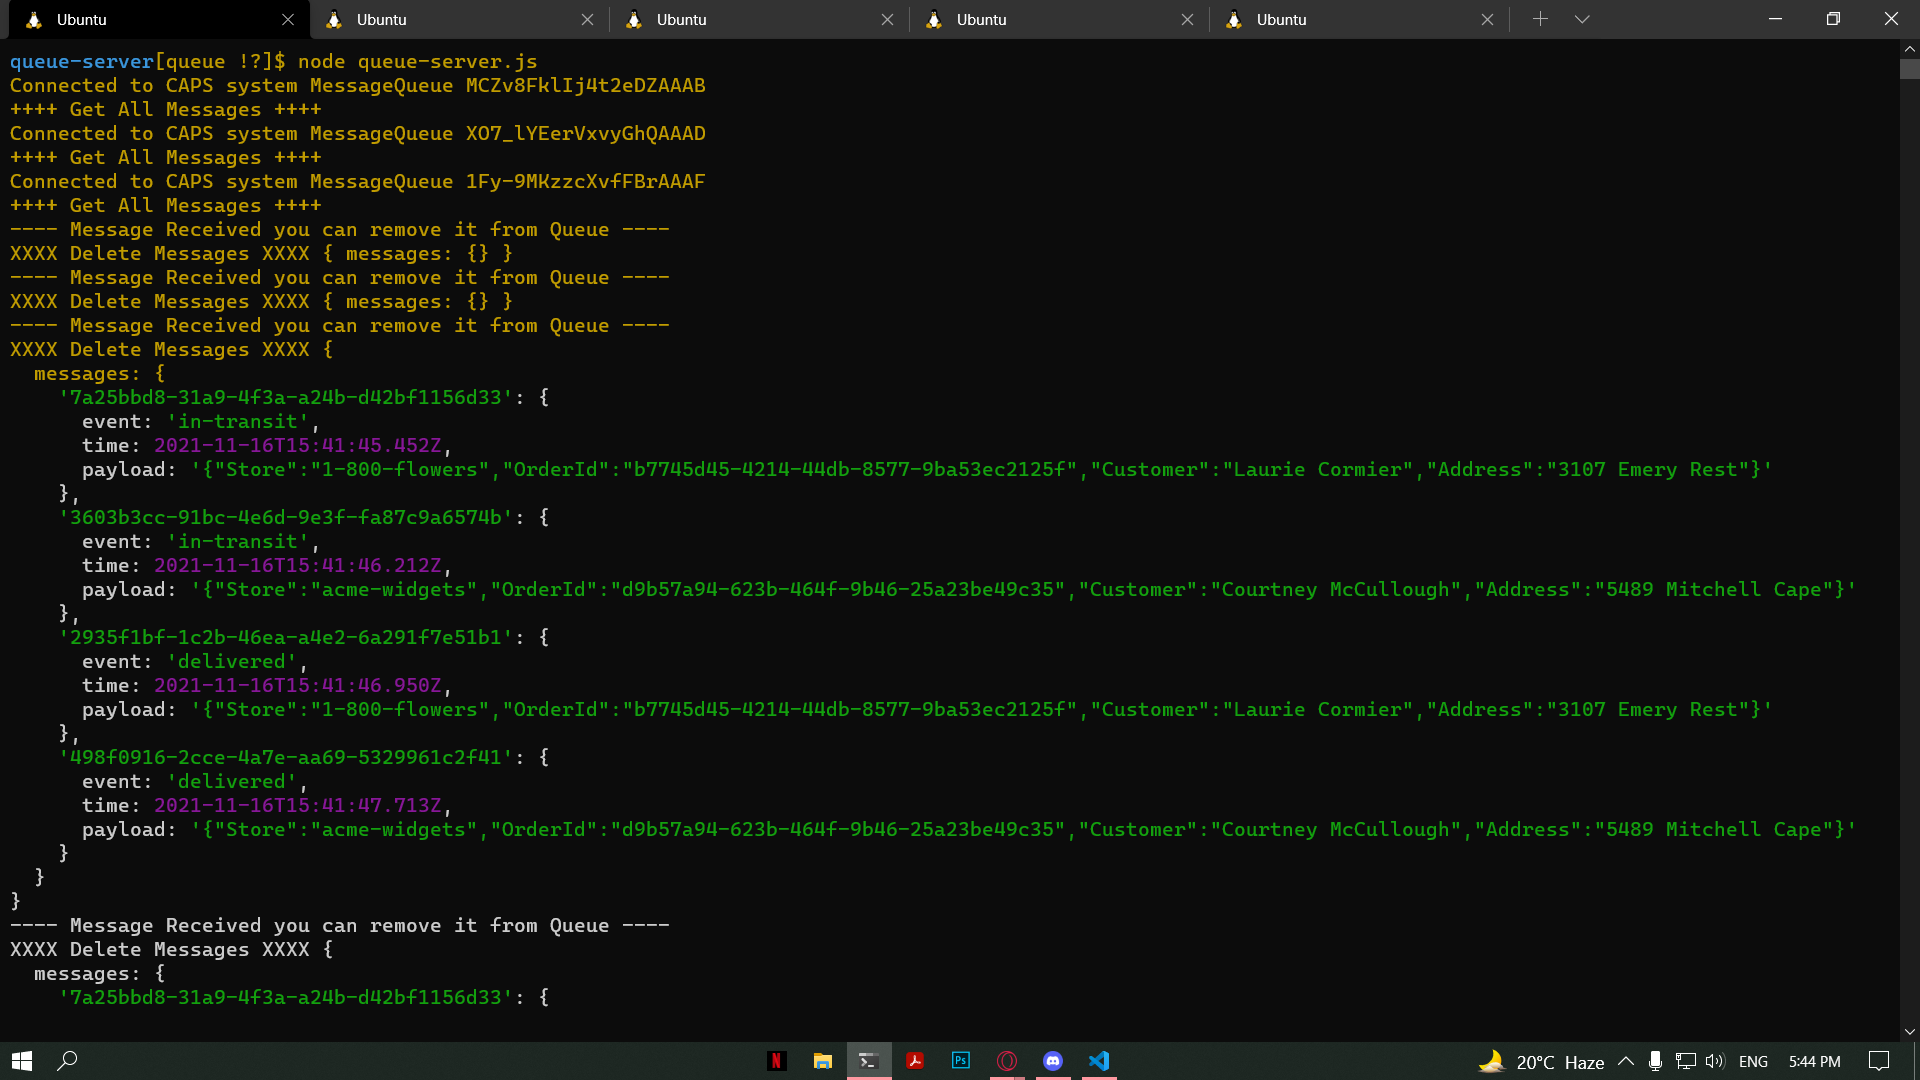 Ubuntu Ubuntu Ubuntu Ubuntu Ubuntu
queue-server[queue !?]$ node queue-server.js
Connected to CAPS system MessageQueue MCZv8FklIj4t2eDZAAAB
++++ Get All Messages ++++
Connected to CAPS system MessageQueue XO7_lYEerVxvyGhQAAAD
++++ Get All Messages ++++
Connected to CAPS system MessageQueue 1Fy-9MKzzcXvfFBrAAAF
++++ Get All Messages ++++
---- Message Received you can remove it from Queue ----
XXXX Delete Messages XXXX { messages: {} }
---- Message Received you can remove it from Queue ----
XXXX Delete Messages XXXX { messages: {} }
---- Message Received you can remove it from Queue ----
XXXX Delete Messages XXXX {
  messages: {
    '7a25bbd8-31a9-4f3a-a24b-d42bf1156d33': {
      event: 'in-transit',
      time: 2021-11-16T15:41:45.452Z,
      payload: '{"Store":"1-800-flowers","OrderId":"b7745d45-4214-44db-8577-9ba53ec2125f","Customer":"Laurie Cormier","Address":"3107 Emery Rest"}'
    },
    '3603b3cc-91bc-4e6d-9e3f-fa87c9a6574b': {
      event: 'in-transit',
      time: 2021-11-16T15:41:46.212Z,
      payload: '{"Store":"acme-widgets","OrderId":"d9b57a94-623b-464f-9b46-25a23be49c35","Customer":"Courtney McCullough","Address":"5489 Mitchell Cape"}'
    },
    '2935f1bf-1c2b-46ea-a4e2-6a291f7e51b1': {
      event: 'delivered',
      time: 2021-11-16T15:41:46.950Z,
      payload: '{"Store":"1-800-flowers","OrderId":"b7745d45-4214-44db-8577-9ba53ec2125f","Customer":"Laurie Cormier","Address":"3107 Emery Rest"}'
    },
    '498f0916-2cce-4a7e-aa69-5329961c2f41': {
      event: 'delivered',
      time: 2021-11-16T15:41:47.713Z,
      payload: '{"Store":"acme-widgets","OrderId":"d9b57a94-623b-464f-9b46-25a23be49c35","Customer":"Courtney McCullough","Address":"5489 Mitchell Cape"}'
    }
  }
}
---- Message Received you can remove it from Queue ----
XXXX Delete Messages XXXX {
  messages: {
    '7a25bbd8-31a9-4f3a-a24b-d42bf1156d33': {
N Ps 20°C Haze ENG 5:44 PM